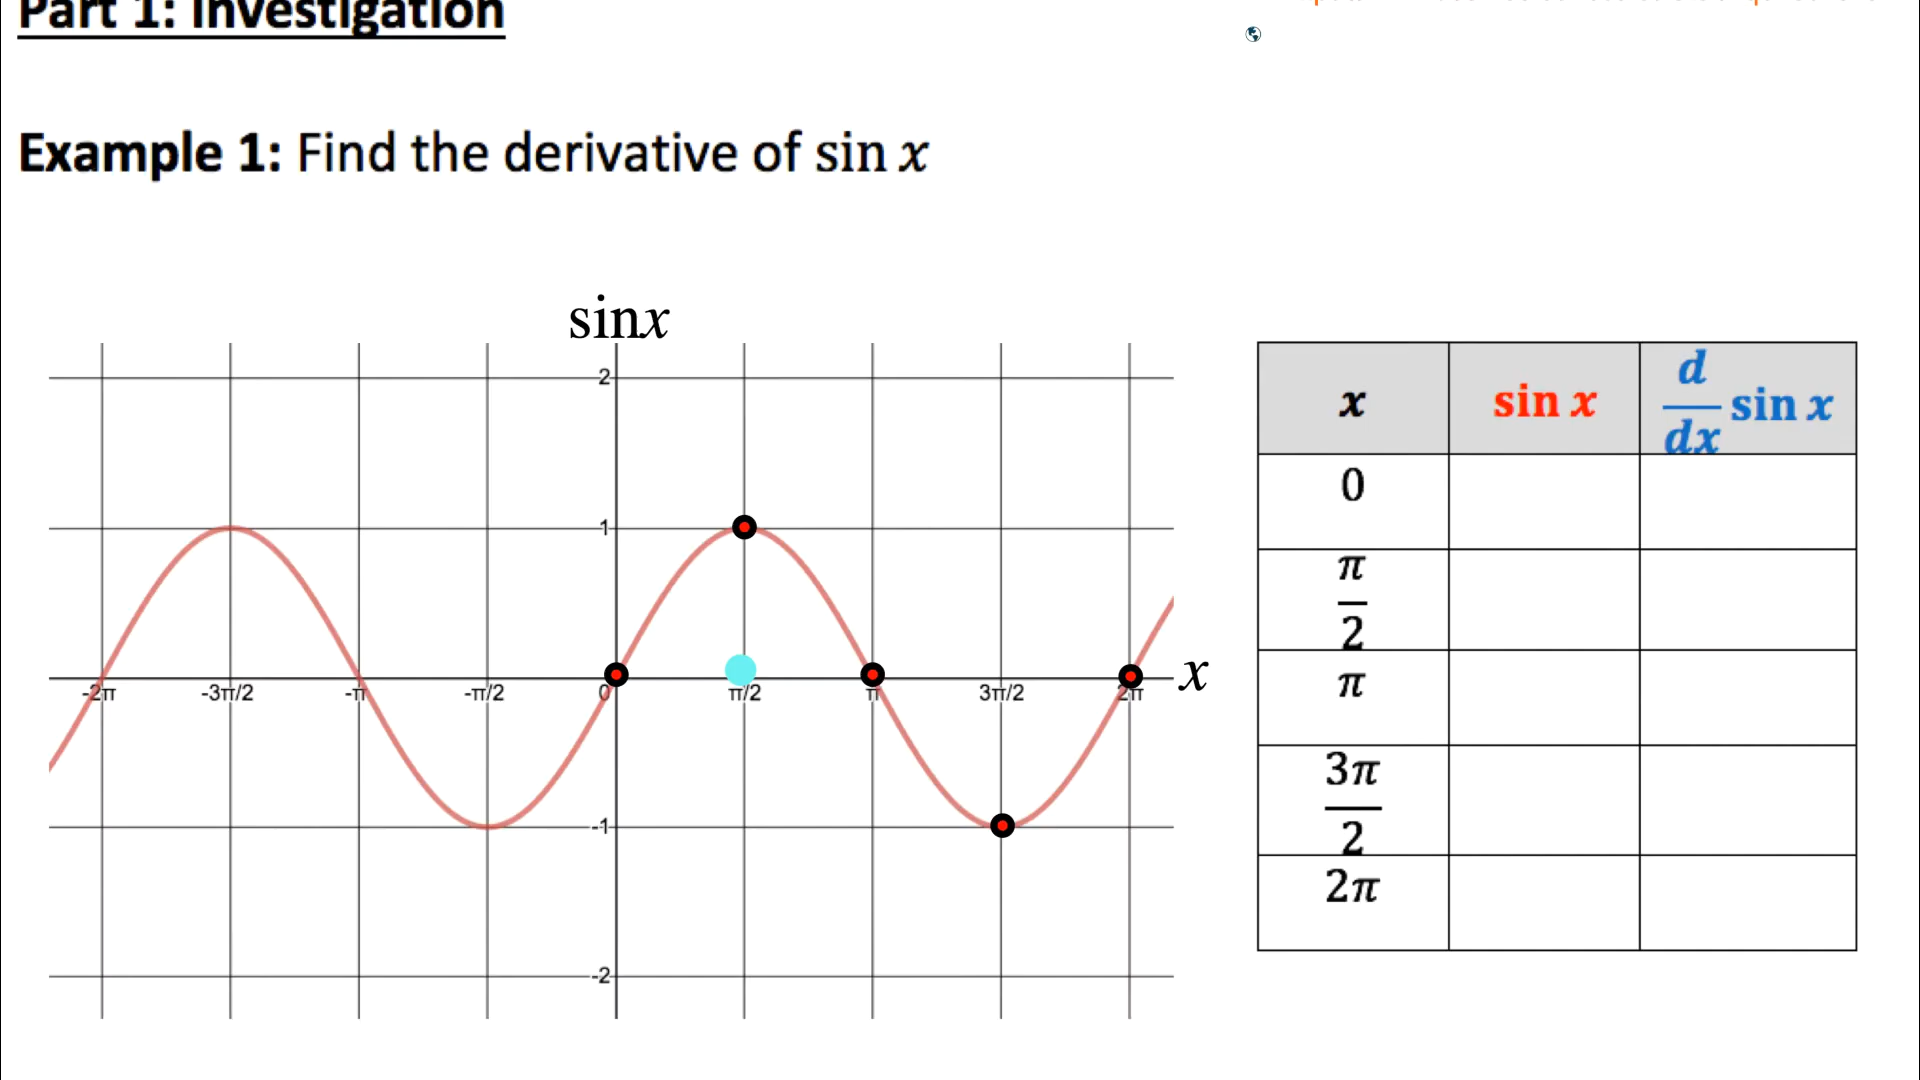 Part 1: Investigation
Example 1: Find the derivative of sin x
sinx
2
1
-2π -3π/2 -π -π/2 0 π/2 π 3π/2 2π
x
-1
-2
x sin x d/dx sin x
0
π/2
π
3π/2
2π